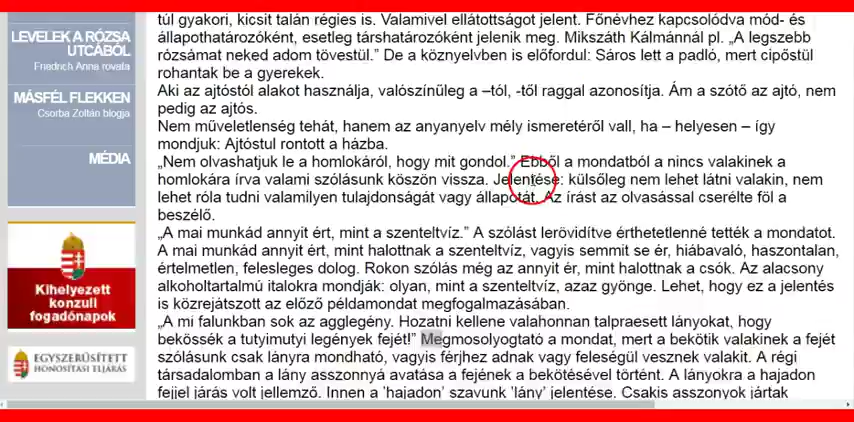 LEVELEK A RÓZSA
UTCÁBÓL
Friedrich Anna rovata
MÁSFÉL FLEKKEN
Csorba Zoltán blogja
MÉDIA
Kihelyezett
konzuli
fogadónapok
EGYSZERŰSÍTETT
HONOSÍTÁSI ELJÁRÁS
túl gyakori, kicsit talán régies is. Valamivel ellátottságot jelent. Főnévhez kapcsolódva mód- és
állapothatározóként, esetleg társhatározóként jelenik meg. Mikszáth Kálmánnál pl. „A legszebb
rózsámat neked adom tövestül.” De a köznyelvben is előfordul: Sáros lett a padló, mert cipőstül
rohantak be a gyerekek.
Aki az ajtóstól alakot használja, valószínűleg a –tól, -től raggal azonosítja. Ám a szótő az ajtó, nem
pedig az ajtós.
Nem műveletlenség tehát, hanem az anyanyelv mély ismeretéről vall, ha – helyesen – így
mondjuk: Ajtóstul rontott a házba.
„Nem olvashatjuk le a homlokáról, hogy mit gondol.” Ebből a mondatból a nincs valakinek a
homlokára írva valami szólásunk köszön vissza. Jelentése: külsőleg nem lehet látni valakin, nem
lehet róla tudni valamilyen tulajdonságát vagy állapotát. Az írást az olvasással cserélte föl a
beszélő.
„A mai munkád annyit ért, mint a szenteltvíz.” A szólást lerövidítve érthetetlenné tették a mondatot.
A mai munkád annyit ért, mint halottnak a szenteltvíz, vagyis semmit se ér, hiábavaló, haszontalan,
értelmetlen, felesleges dolog. Rokon szólás még az annyit ér, mint halottnak a csók. Az alacsony
alkoholtartalmú italokra mondják: olyan, mint a szenteltvíz, azaz gyönge. Lehet, hogy ez a jelentés
is közrejátszott az előző példamondat megfogalmazásában.
„A mi falunkban sok az agglegény. Hozatni kellene valahonnan talpraesett lányokat, hogy
bekössék a tutyimutyi legények fejét!” Megmosolyogtató a mondat, mert a bekötik valakinek a fejét
szólásunk csak lányra mondható, vagyis férjhez adnak vagy feleségül vesznek valakit. A régi
társadalomban a lány asszonnyá avatása a fejének a bekötésével történt. A lányokra a hajadon
fejjel járás volt jellemző. Innen a 'hajadon' szavunk 'lány' jelentése. Csakis asszonyok jártak